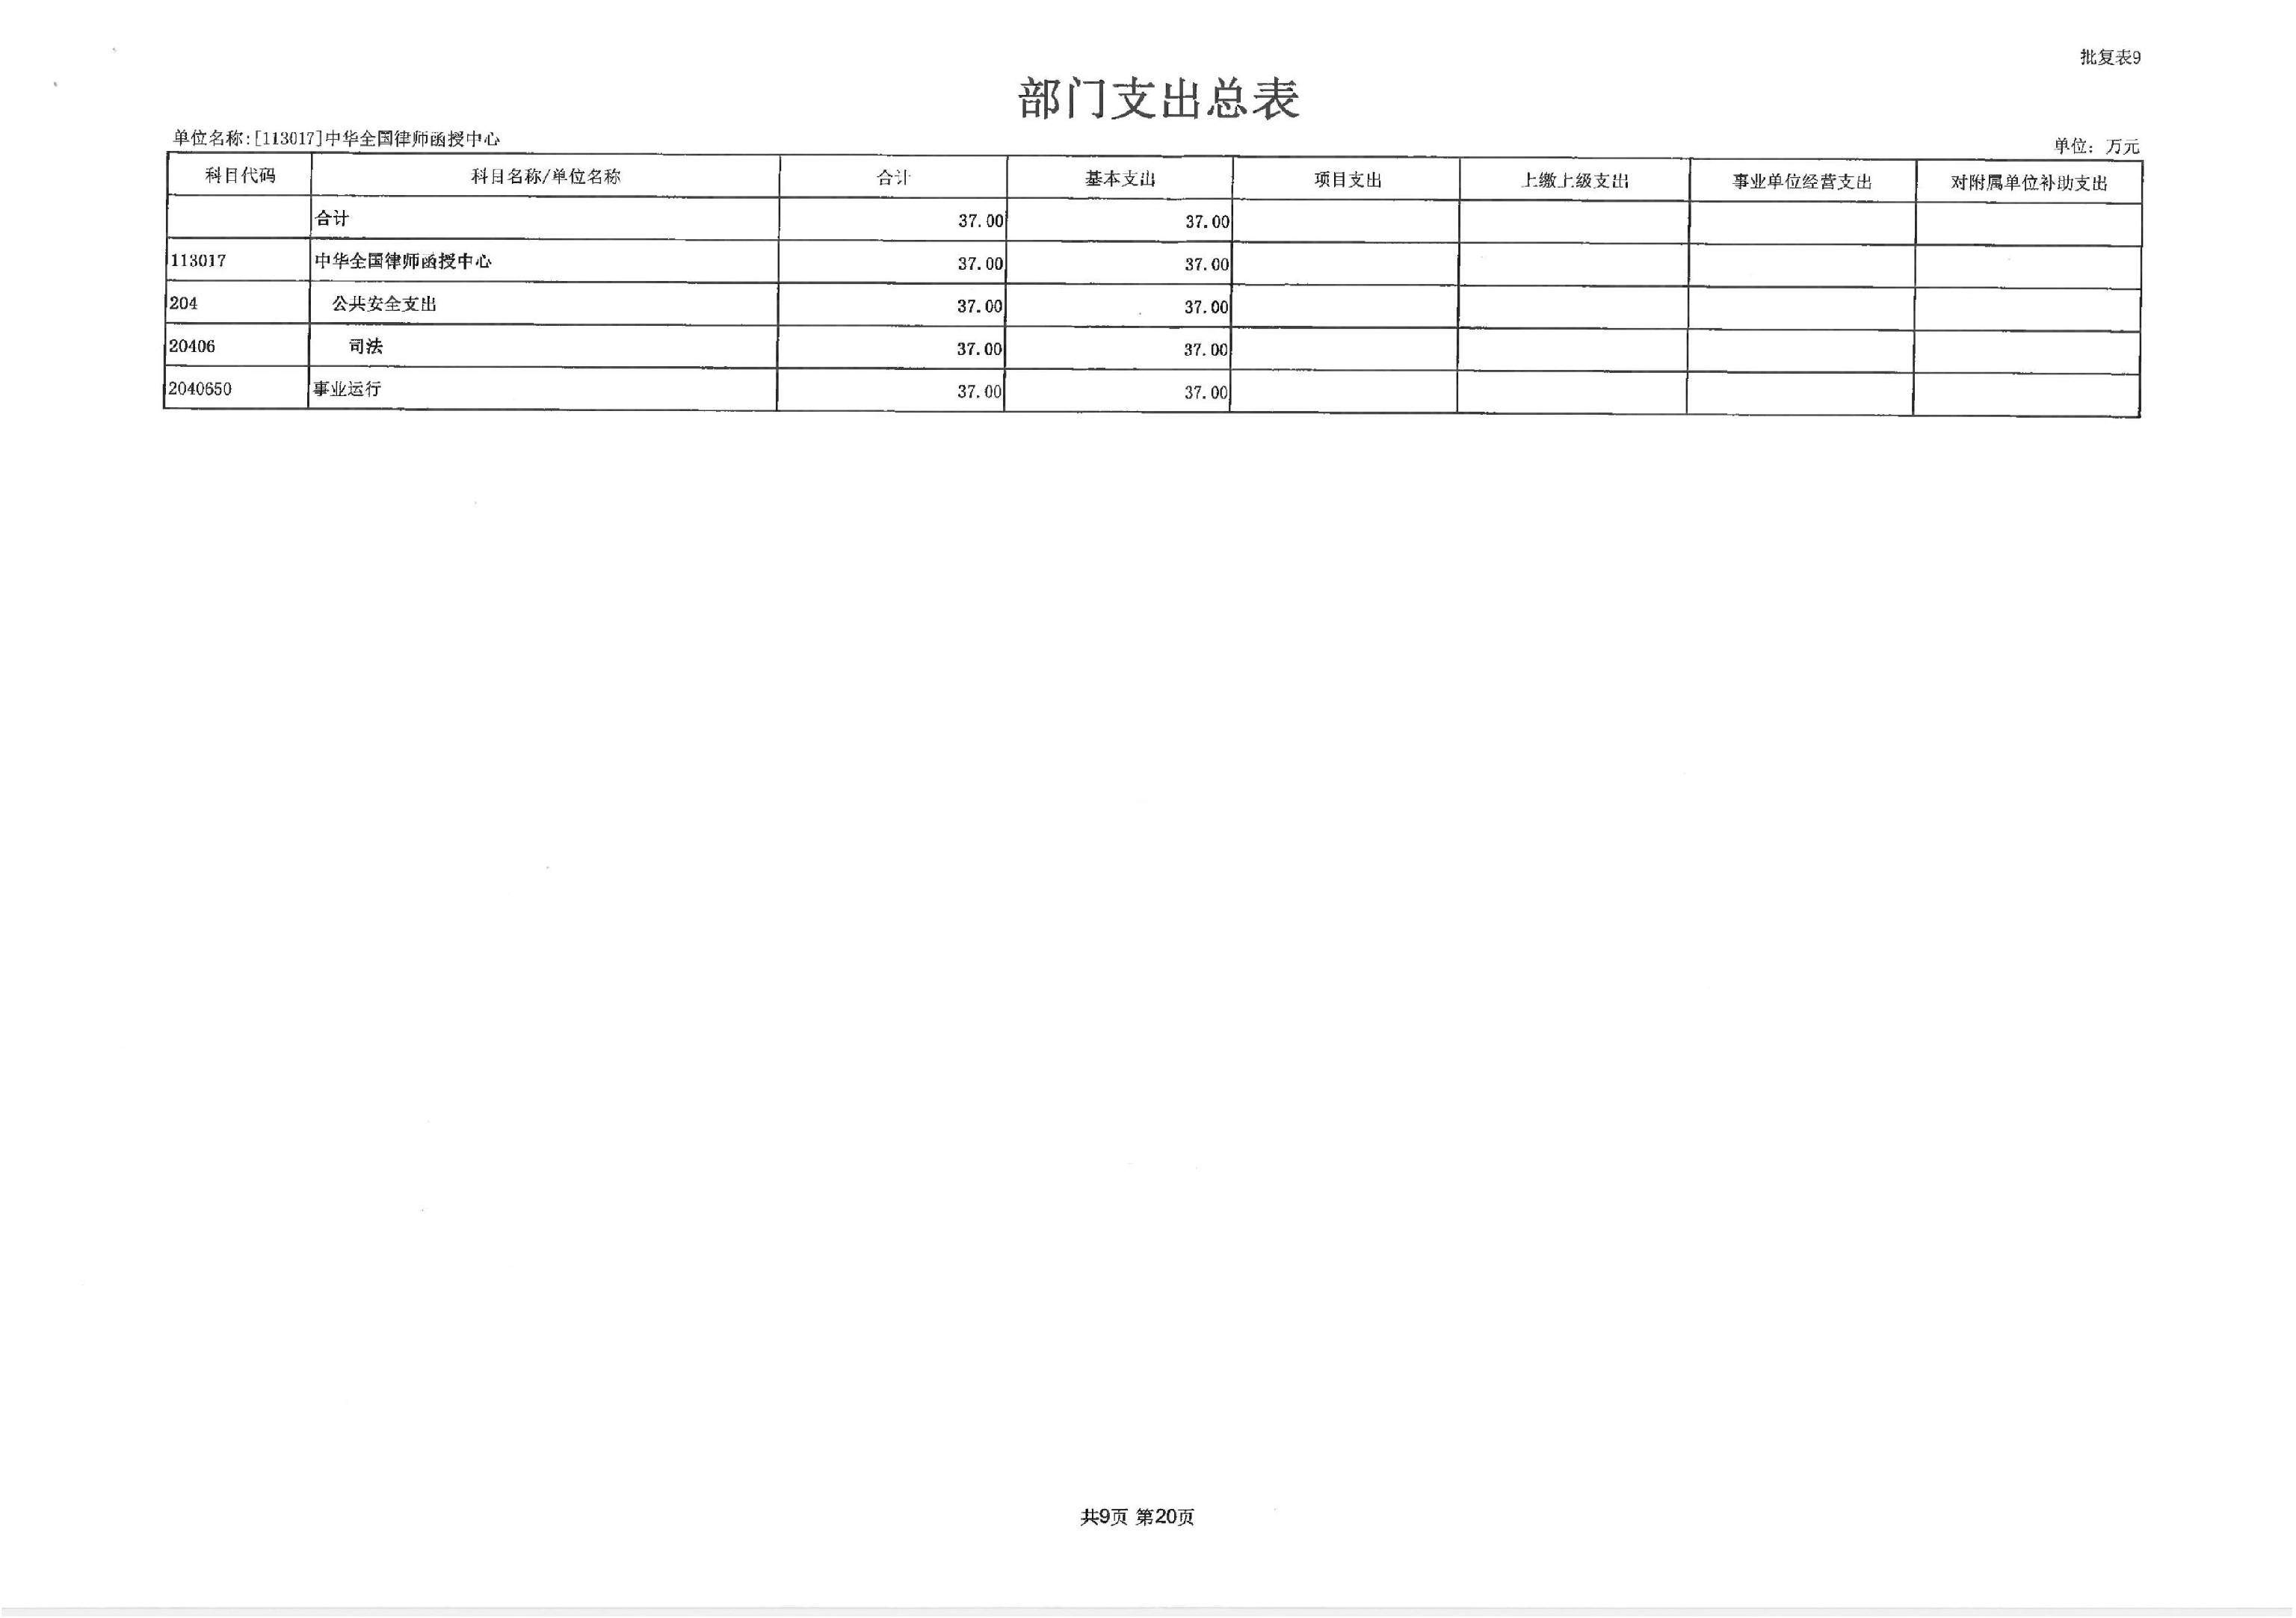 批复表9
部门支出总表
单位名称:[113017]中华全国律师函授中心
单位：万元
科目代码 科目名称/单位名称 合计 基本支出 项目支出 上缴上级支出 事业单位经营支出 对附属单位补助支出
合计 37.00 37.00
113017 中华全国律师函授中心 37.00 37.00
204 公共安全支出 37.00 37.00
20406 司法 37.00 37.00
2040650 事业运行 37.00 37.00
共9页 第20页